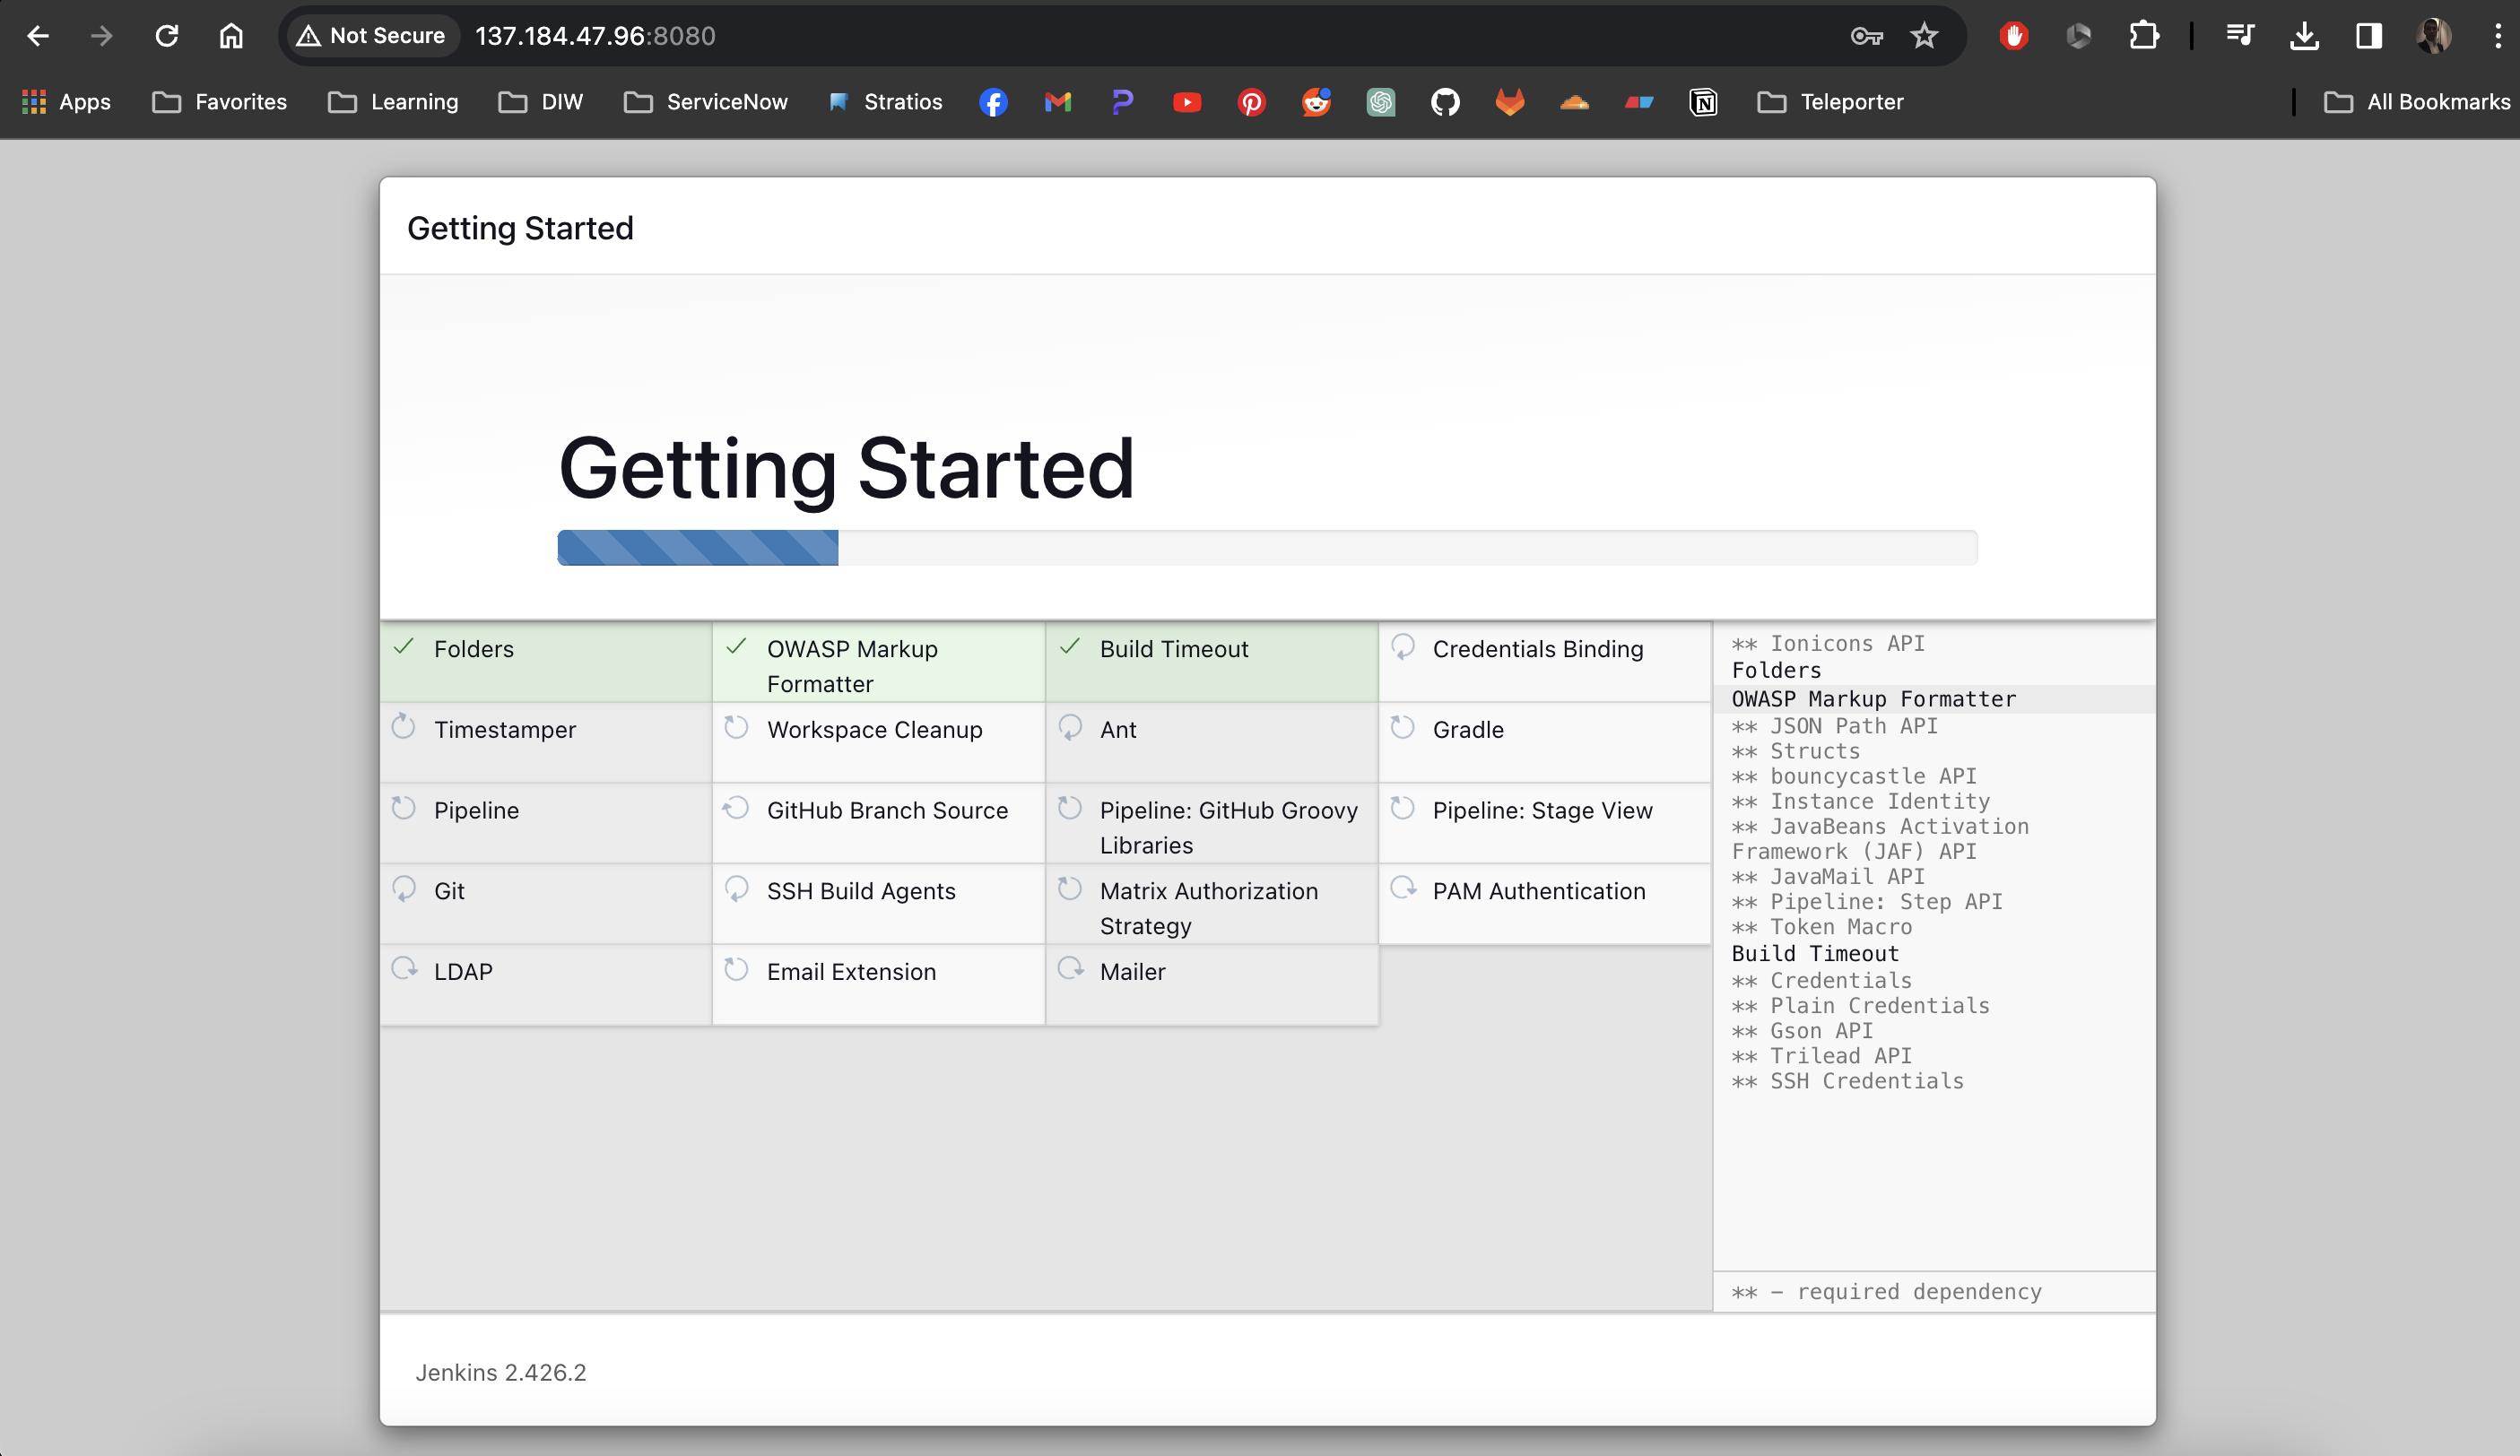 Not Secure 137.184.47.96:8080
Apps Favorites Learning DIW ServiceNow Stratios Teleporter All Bookmarks
Getting Started
Getting Started
Folders
OWASP Markup
Formatter
Build Timeout
Credentials Binding
Timestamper
Workspace Cleanup
Ant
Gradle
Pipeline
GitHub Branch Source
Pipeline: GitHub Groovy
Libraries
Pipeline: Stage View
Git
SSH Build Agents
Matrix Authorization
Strategy
PAM Authentication
LDAP
Email Extension
Mailer
** Ionicons API
Folders
OWASP Markup Formatter
** JSON Path API
** Structs
** bouncycastle API
** Instance Identity
** JavaBeans Activation
Framework (JAF) API
** JavaMail API
** Pipeline: Step API
** Token Macro
Build Timeout
** Credentials
** Plain Credentials
** Gson API
** Trilead API
** SSH Credentials
** – required dependency
Jenkins 2.426.2